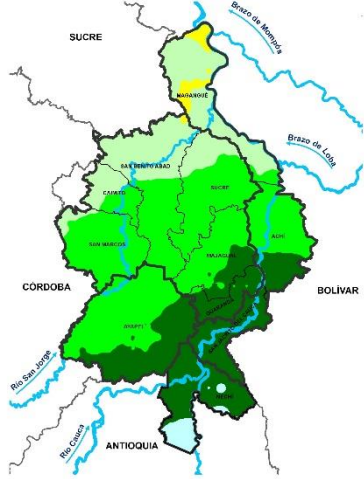 SUCRE
Brazo de Mompós
MAGANGUÉ
Brazo de Loba
SAN BENITO ABAD
SUCRE
CAIMITO
SAN MARCOS
ACHÍ
MAJAGUAL
CÓRDOBA
BOLÍVAR
GUARANDA
AYAPEL
Río San Jorge
NECHÍ
Río Cauca
ANTIOQUIA